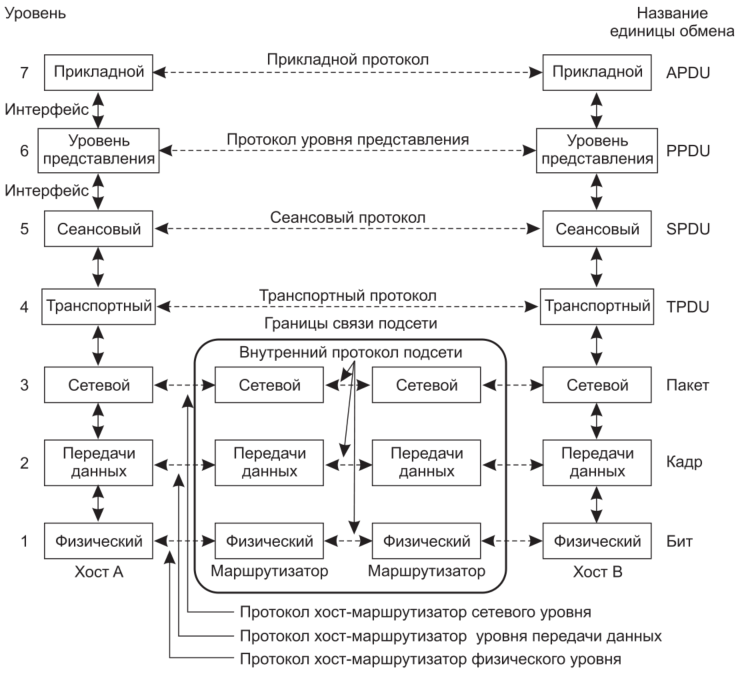 Уровень
Название
единицы обмена
7
Прикладной
Прикладной протокол
Прикладной
APDU
Интерфейс
6
Уровень
представления
Протокол уровня представления
Уровень
представления
PPDU
Интерфейс
5
Сеансовый
Сеансовый протокол
Сеансовый
SPDU
4
Транспортный
Транспортный протокол
Транспортный
TPDU
Границы связи подсети
Внутренний протокол подсети
3
Сетевой
Сетевой
Сетевой
Сетевой
Пакет
2
Передачи
данных
Передачи
данных
Передачи
данных
Передачи
данных
Кадр
1
Физический
Физический
Физический
Физический
Бит
Хост A
Маршрутизатор
Маршрутизатор
Хост B
Протокол хост-маршрутизатор сетевого уровня
Протокол хост-маршрутизатор уровня передачи данных
Протокол хост-маршрутизатор физического уровня